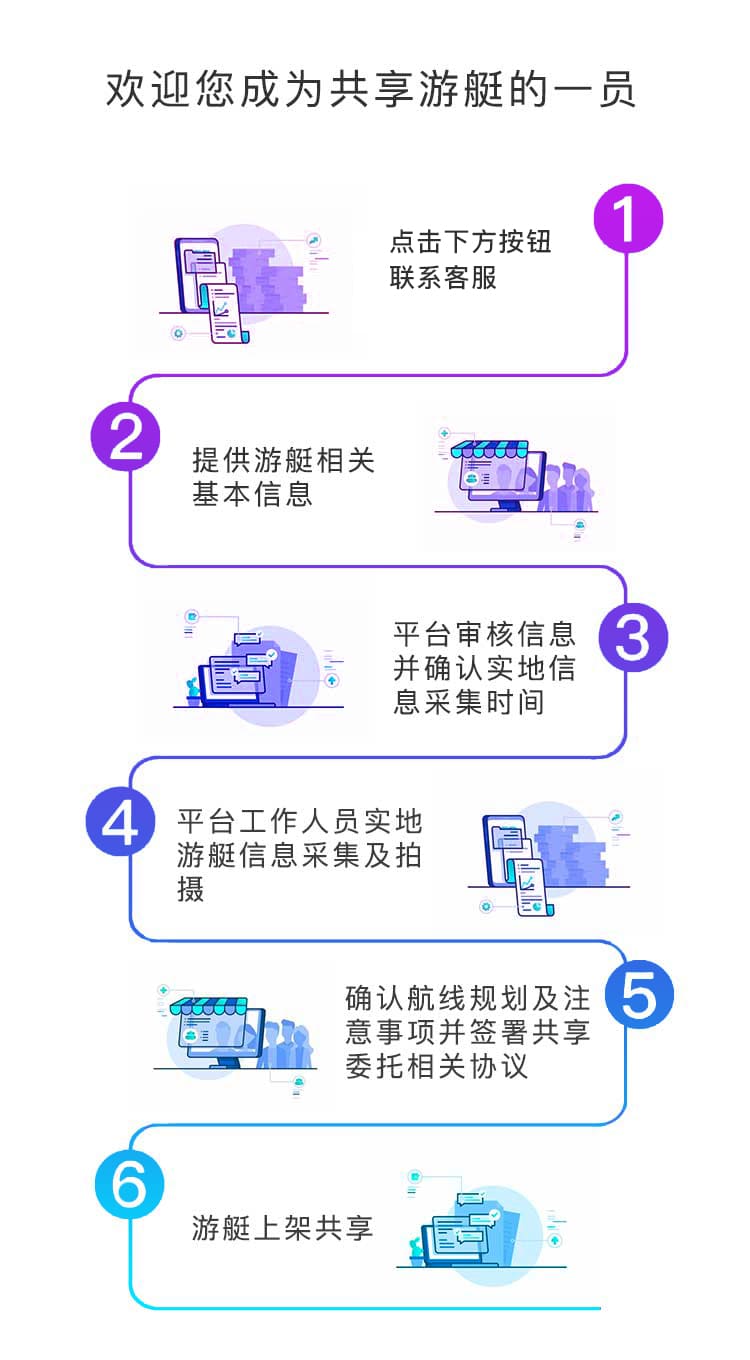 欢迎您成为共享游艇的一员
1
点击下方按钮
联系客服
2
提供游艇相关
基本信息
3
平台审核信息
并确认实地信
息采集时间
4
平台工作人员实地
游艇信息采集及拍
摄
5
确认航线规划及注
意事项并签署共享
委托相关协议
6
游艇上架共享